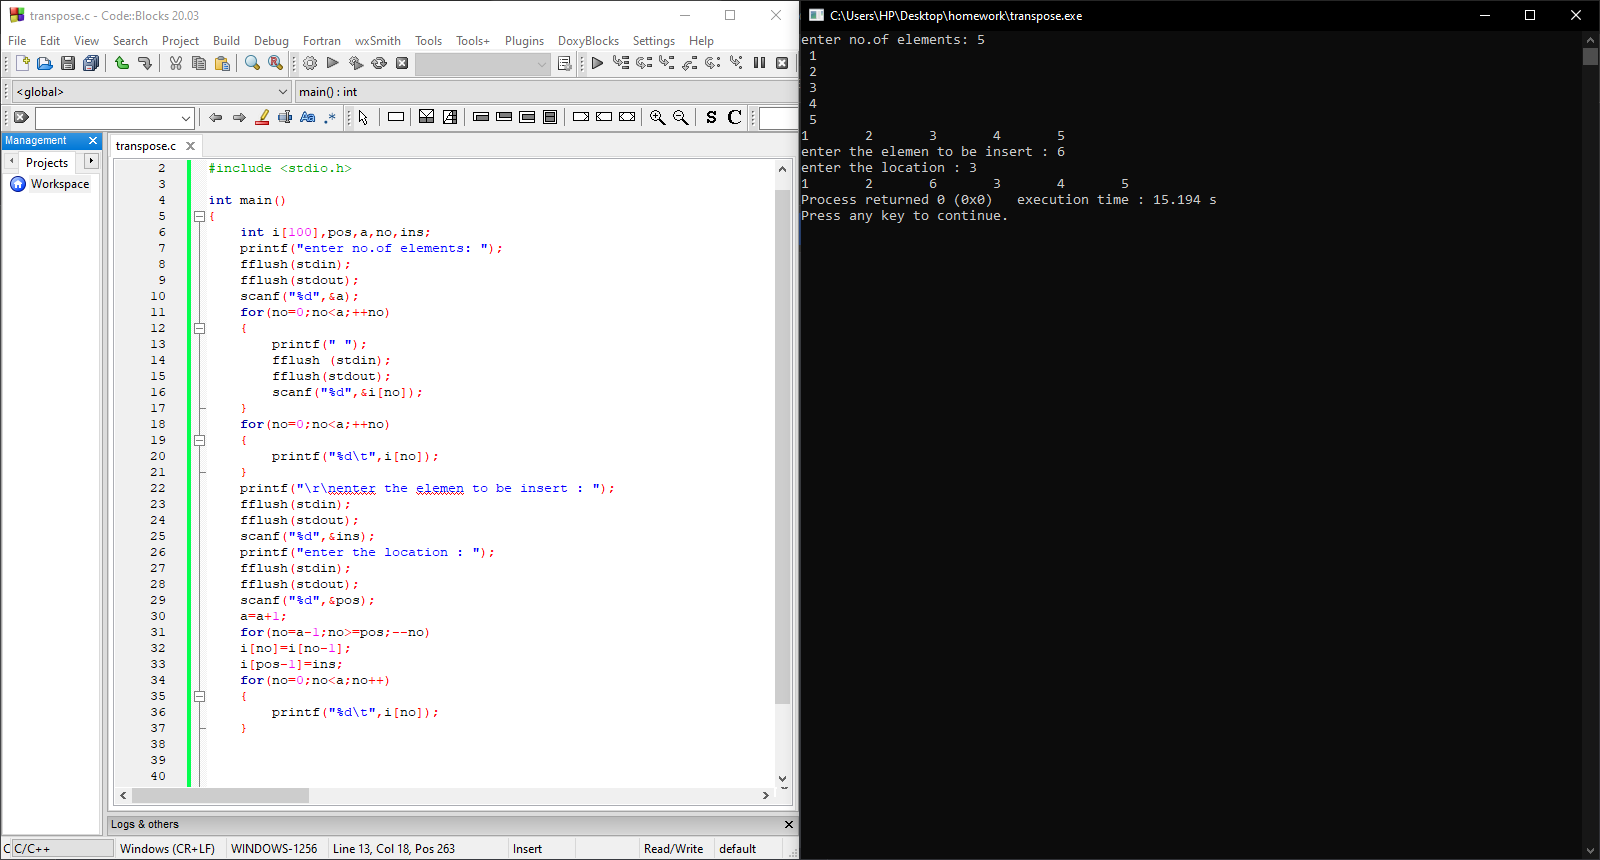 transpose.c - Code::Blocks 20.03
File Edit View Search Project Build Debug Fortran wxSmith Tools Tools+ Plugins DoxyBlocks Settings Help
<global> main() : int
S C
Management
Projects
Workspace
transpose.c
2 #include <stdio.h>
3
4 int main()
5 {
6 int i[100],pos,a,no,ins;
7 printf("enter no.of elements: ");
8 fflush(stdin);
9 fflush(stdout);
10 scanf("%d",&a);
11 for(no=0;no<a;++no)
12 {
13 printf(" ");
14 fflush (stdin);
15 fflush(stdout);
16 scanf("%d",&i[no]);
17 }
18 for(no=0;no<a;++no)
19 {
20 printf("%d\t",i[no]);
21 }
22 printf("\r\nenter the elemen to be insert : ");
23 fflush(stdin);
24 fflush(stdout);
25 scanf("%d",&ins);
26 printf("enter the location : ");
27 fflush(stdin);
28 fflush(stdout);
29 scanf("%d",&pos);
30 a=a+1;
31 for(no=a-1;no>=pos;--no)
32 i[no]=i[no-1];
33 i[pos-1]=ins;
34 for(no=0;no<a;no++)
35 {
36 printf("%d\t",i[no]);
37 }
38
39
40
Logs & others
C C/C++ Windows (CR+LF) WINDOWS-1256 Line 13, Col 18, Pos 263 Insert Read/Write default
C:\Users\HP\Desktop\homework\transpose.exe
enter no.of elements: 5
1
2
3
4
5
1 2 3 4 5
enter the elemen to be insert : 6
enter the location : 3
1 2 6 3 4 5
Process returned 0 (0x0) execution time : 15.194 s
Press any key to continue.